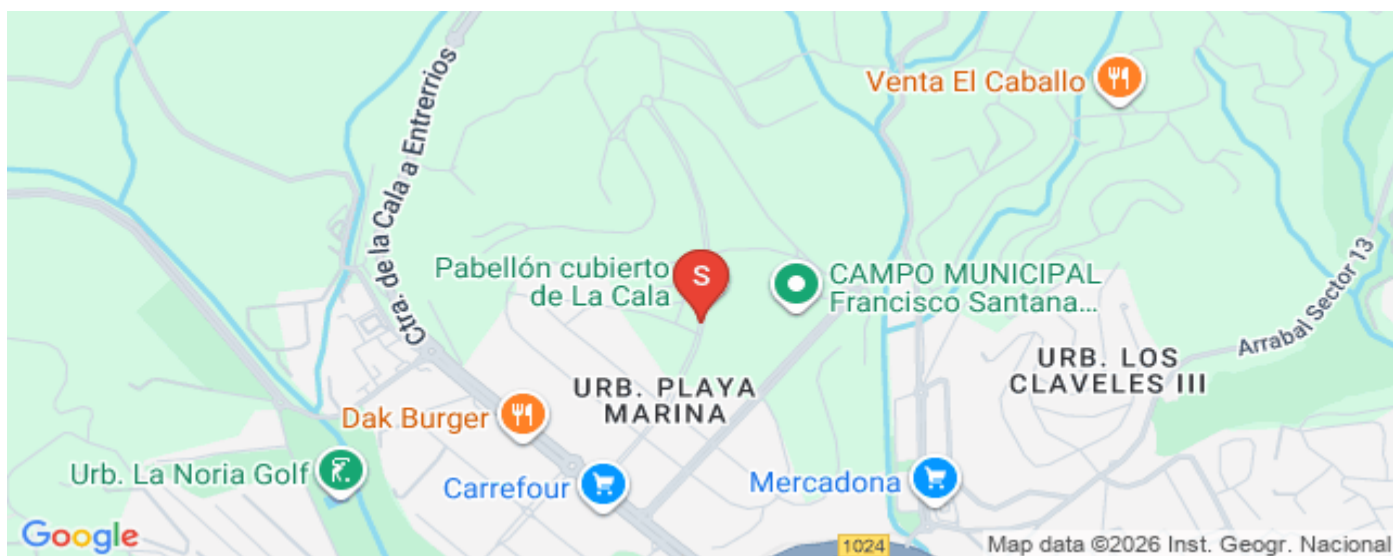 Ctra. de la Cala a Entrerrios
Venta El Caballo
Pabellón cubierto
de La Cala
S
CAMPO MUNICIPAL
Francisco Santana...
Arrabal Sector 13
URB. LOS
CLAVELES III
URB. PLAYA
MARINA
Dak Burger
Urb. La Noria Golf
Carrefour
Mercadona
Google
1024
Map data ©2026 Inst. Geogr. Nacional